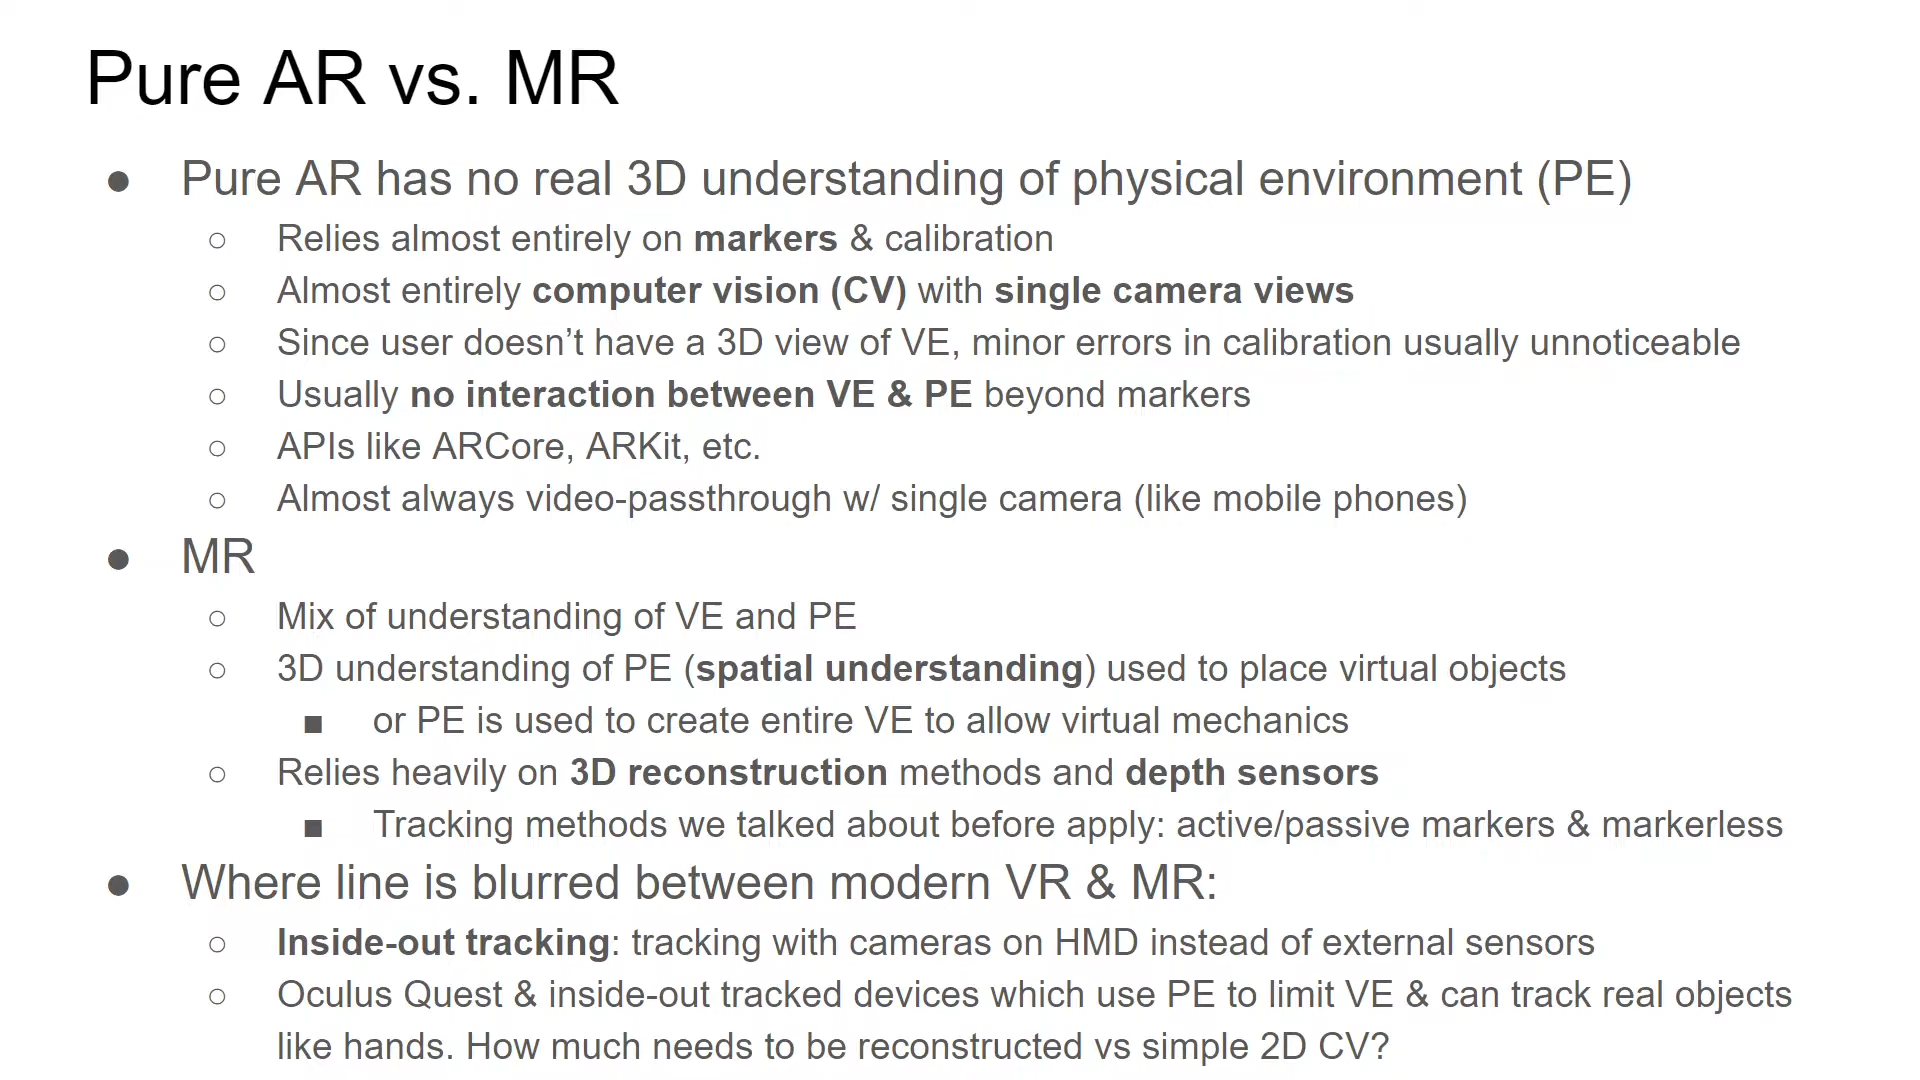 Pure AR vs. MR
● Pure AR has no real 3D understanding of physical environment (PE)
○ Relies almost entirely on markers & calibration
○ Almost entirely computer vision (CV) with single camera views
○ Since user doesn’t have a 3D view of VE, minor errors in calibration usually unnoticeable
○ Usually no interaction between VE & PE beyond markers
○ APIs like ARCore, ARKit, etc.
○ Almost always video-passthrough w/ single camera (like mobile phones)
● MR
○ Mix of understanding of VE and PE
○ 3D understanding of PE (spatial understanding) used to place virtual objects
■ or PE is used to create entire VE to allow virtual mechanics
○ Relies heavily on 3D reconstruction methods and depth sensors
■ Tracking methods we talked about before apply: active/passive markers & markerless
● Where line is blurred between modern VR & MR:
○ Inside-out tracking: tracking with cameras on HMD instead of external sensors
○ Oculus Quest & inside-out tracked devices which use PE to limit VE & can track real objects
like hands. How much needs to be reconstructed vs simple 2D CV?